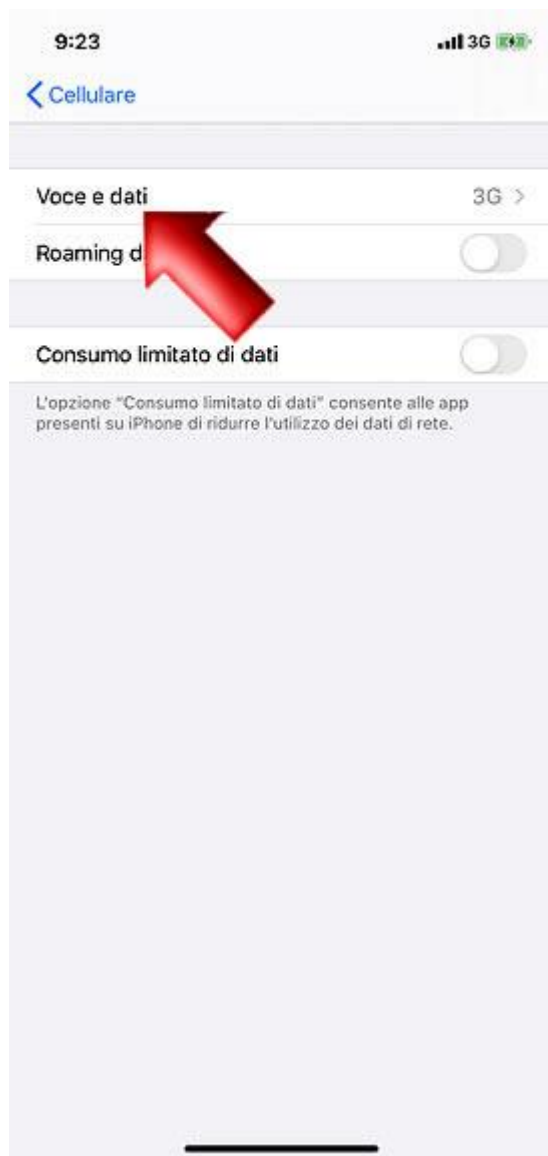 9:23 3G
Cellulare
Voce e dati 3G
Roaming d
Consumo limitato di dati
L'opzione "Consumo limitato di dati" consente alle app
presenti su iPhone di ridurre l'utilizzo dei dati di rete.